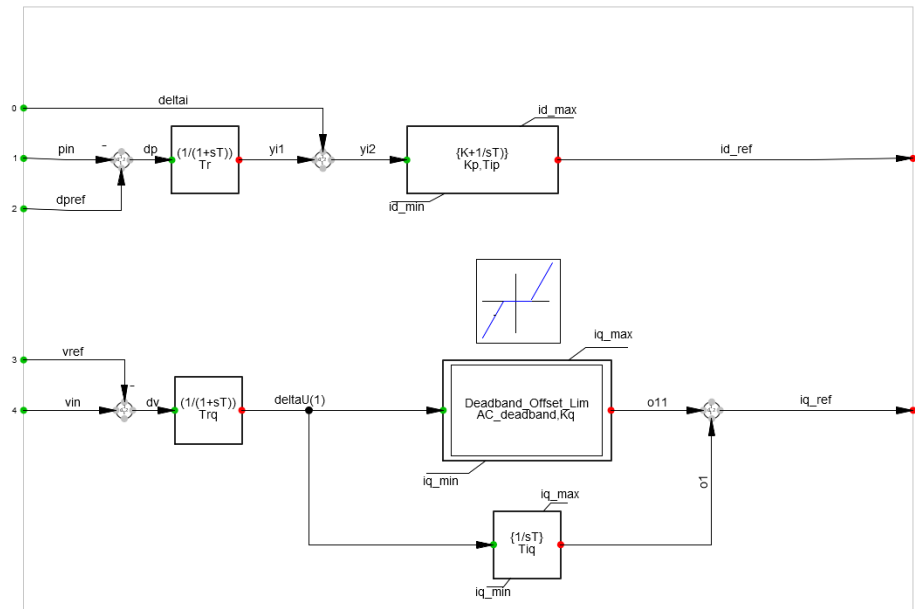 deltai
id_max
0
pin
-
dp
(1/(1+sT))
Tr
yi1
yi2
{K+1/sT)}
Kp,Tip
id_ref
1
dpref
2
id_min
iq_max
vref
3
-
vin
4
dv
(1/(1+sT))
Trq
deltaU(1)
Deadband_Offset_Lim
AC_deadband,Kq
o11
iq_ref
iq_min
iq_max
o1
{1/sT}
Tiq
iq_min